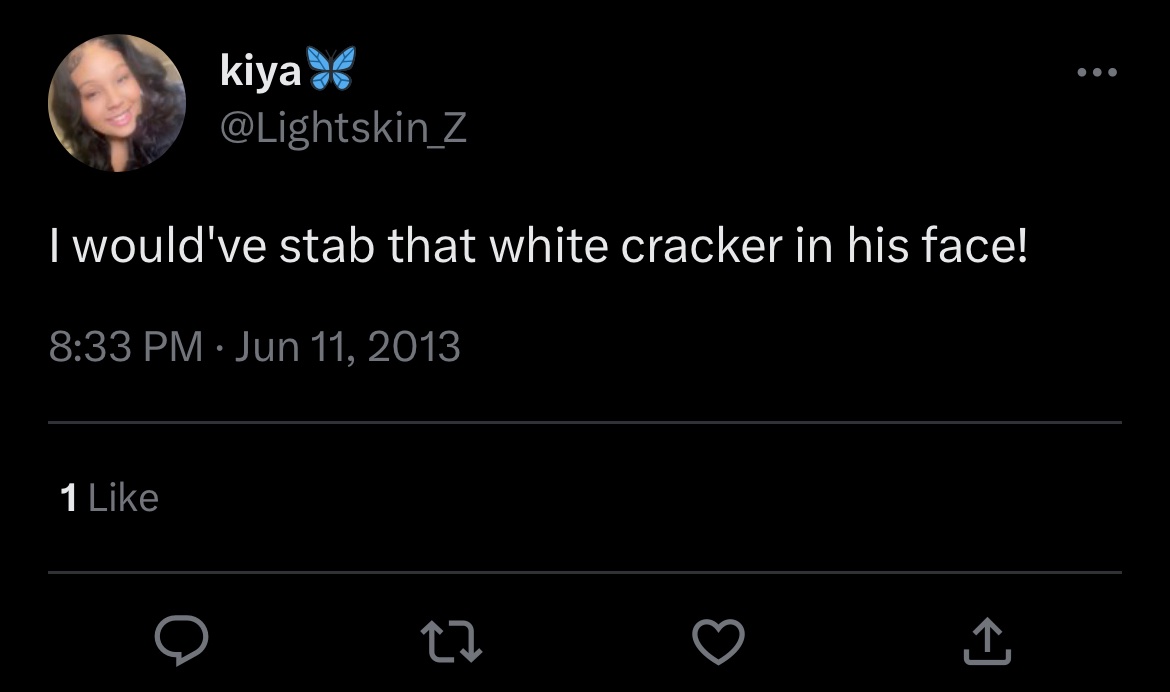 kiya🦋
@Lightskin_Z
I would've stab that white cracker in his face!
8:33 PM · Jun 11, 2013
1 Like